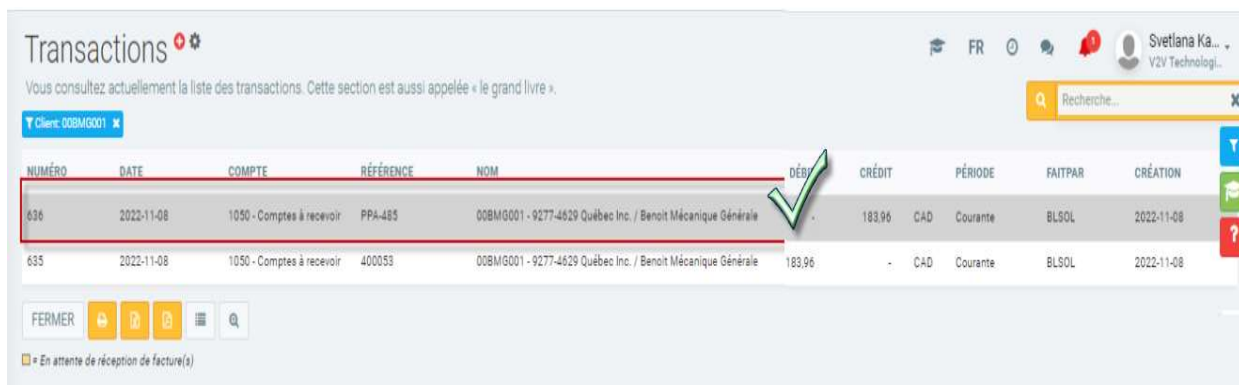 Transactions
FR
1
Svetlana Ka...
V2V Technologi..
Vous consultez actuellement la liste des transactions. Cette section est aussi appelée « le grand livre ».
Recherche...
Client: 00BMG001 ×
NUMÉRO DATE COMPTE RÉFÉRENCE NOM CRÉDIT PÉRIODE FAITPAR CRÉATION
636 2022-11-08 1050 - Comptes à recevoir PPA-485 00BMG001 - 9277-4629 Québec Inc. / Benoit Mécanique Générale - 183,96 CAD Courante BLSOL 2022-11-08
635 2022-11-08 1050 - Comptes à recevoir 400053 00BMG001 - 9277-4629 Québec Inc. / Benoit Mécanique Générale 183,96 - CAD Courante BLSOL 2022-11-08
?
FERMER
= En attente de réception de facture(s)